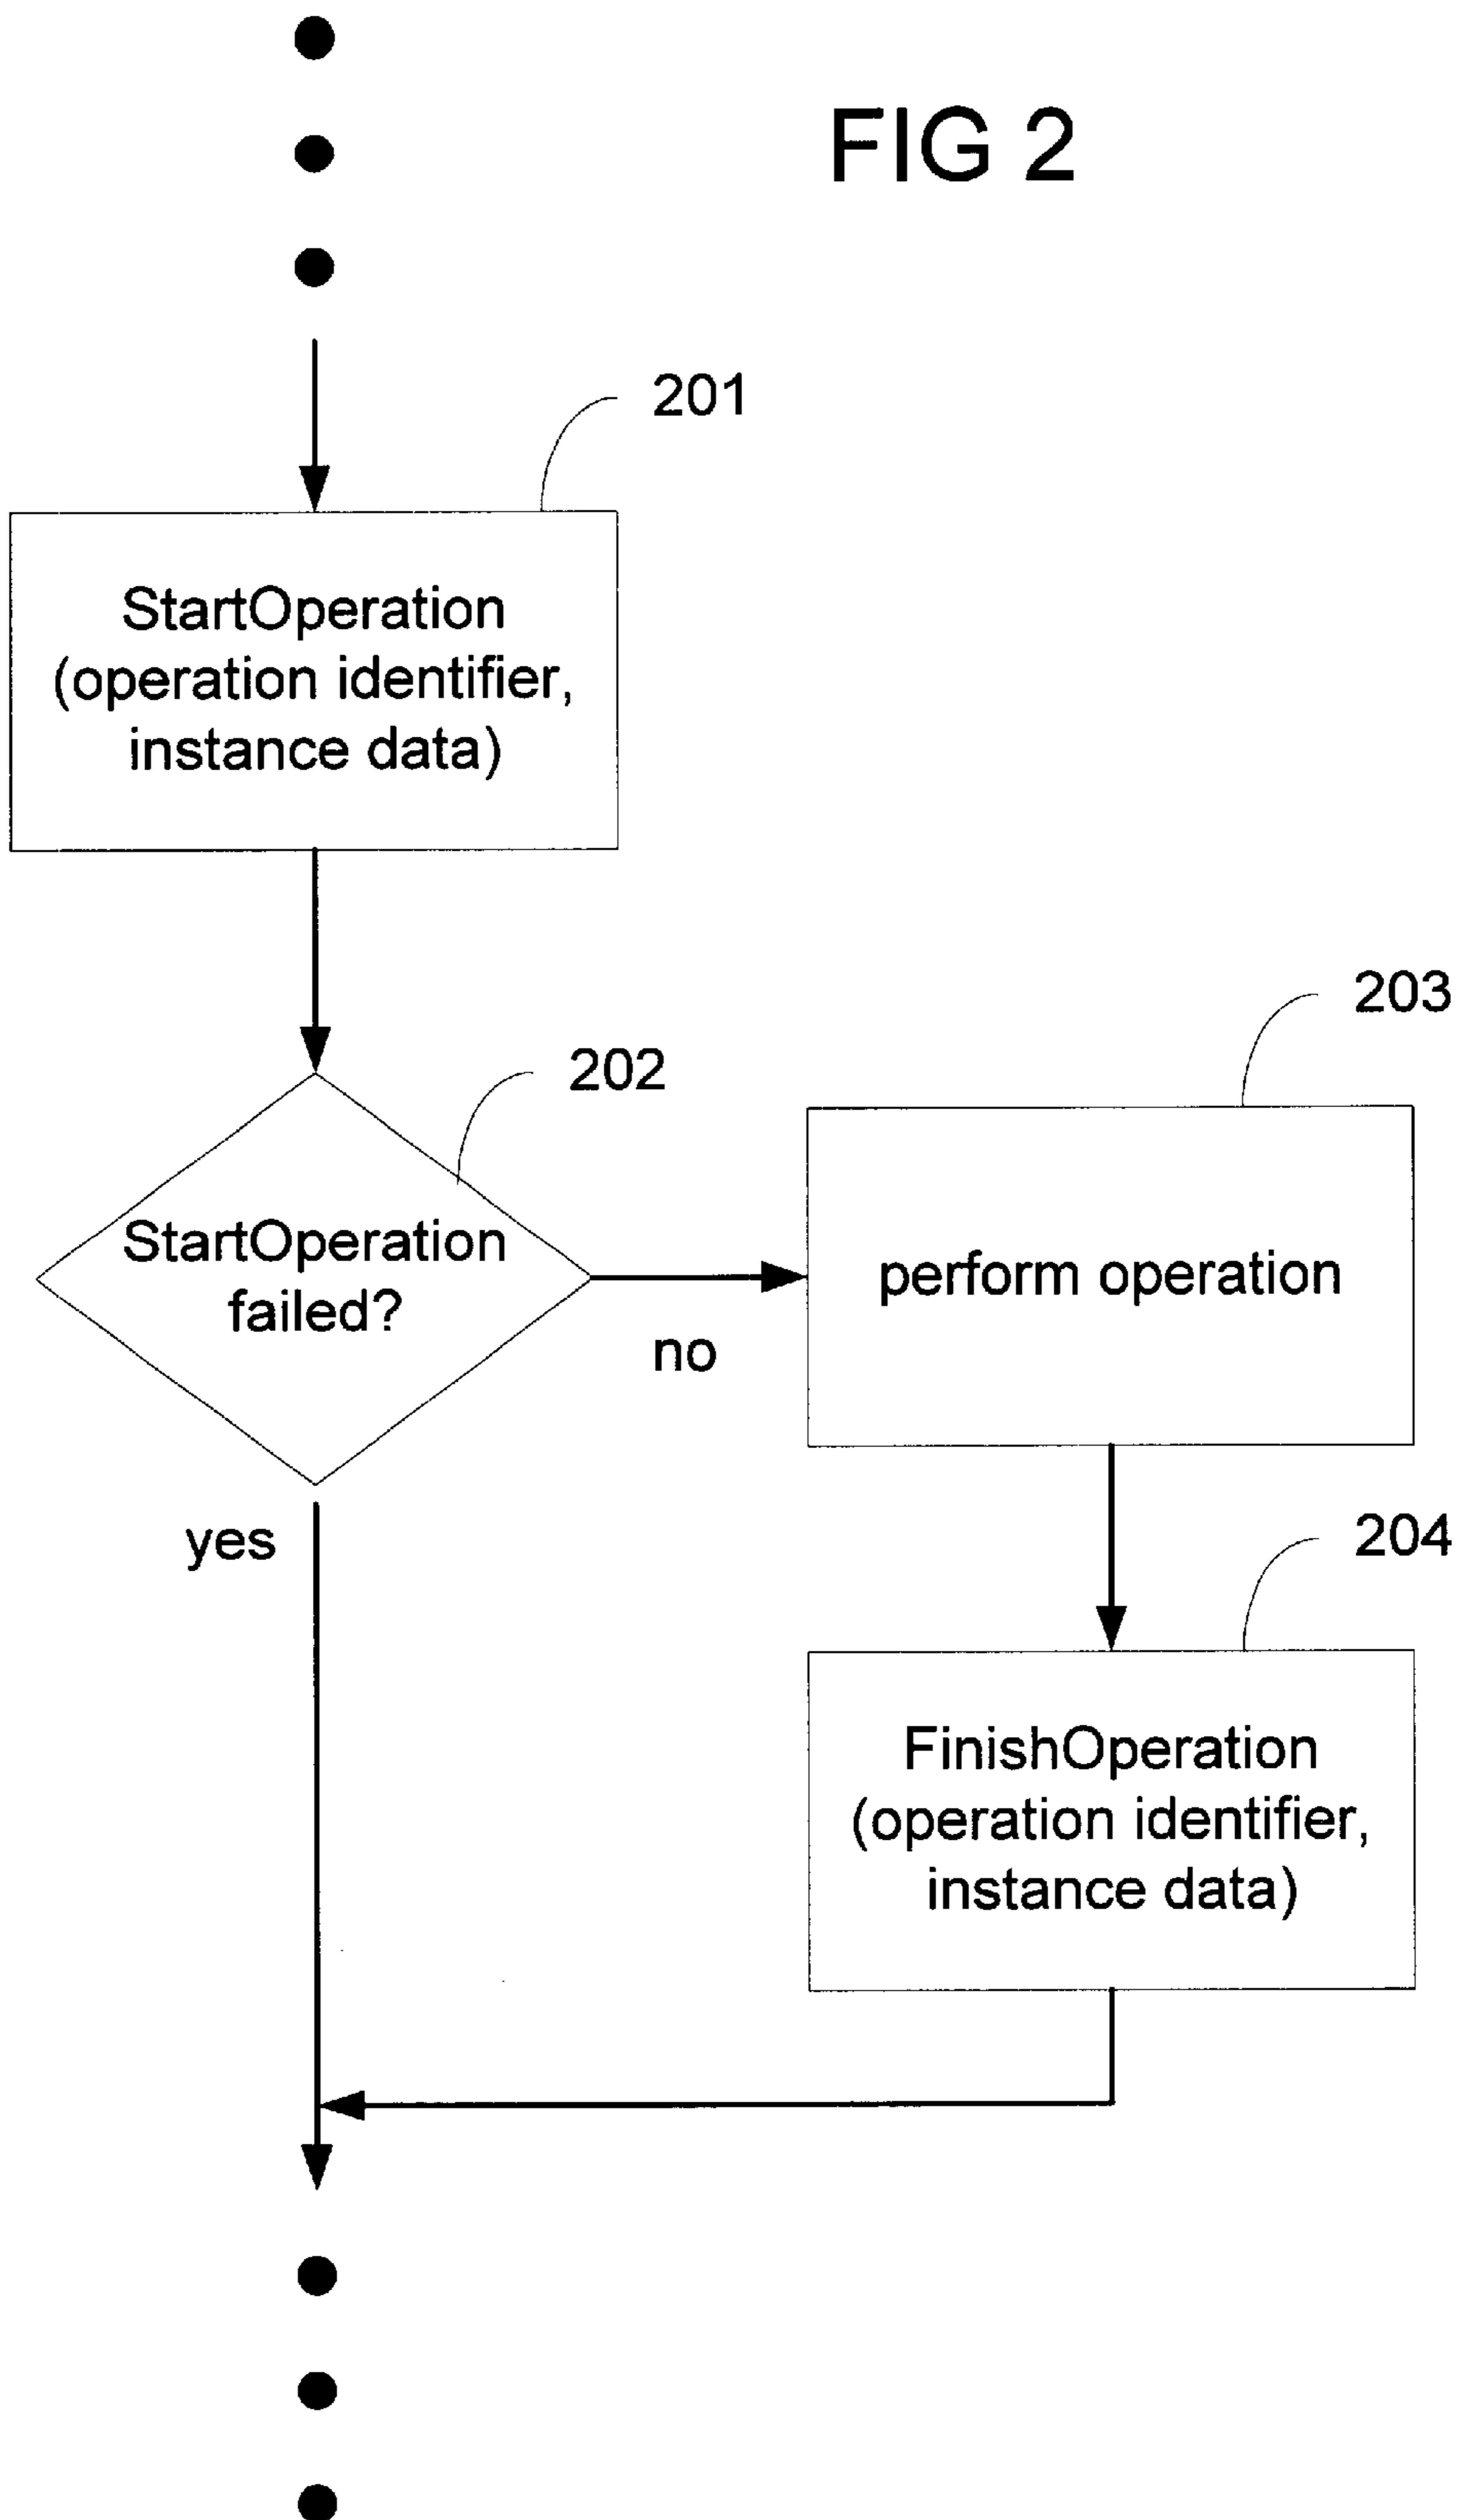 FIG 2
201
StartOperation
(operation identifier,
instance data)
202
StartOperation
failed?
no
yes
203
perform operation
204
FinishOperation
(operation identifier,
instance data)